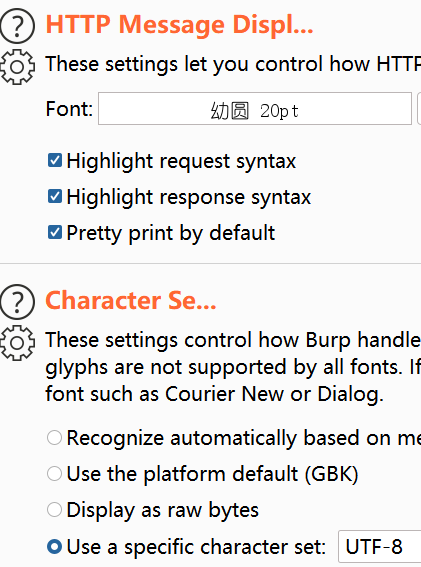 HTTP Message Displ...
These settings let you control how HTTP
Font: 幼圆 20pt
Highlight request syntax
Highlight response syntax
Pretty print by default
Character Se...
These settings control how Burp handle
glyphs are not supported by all fonts. If
font such as Courier New or Dialog.
Recognize automatically based on me
Use the platform default (GBK)
Display as raw bytes
Use a specific character set: UTF-8